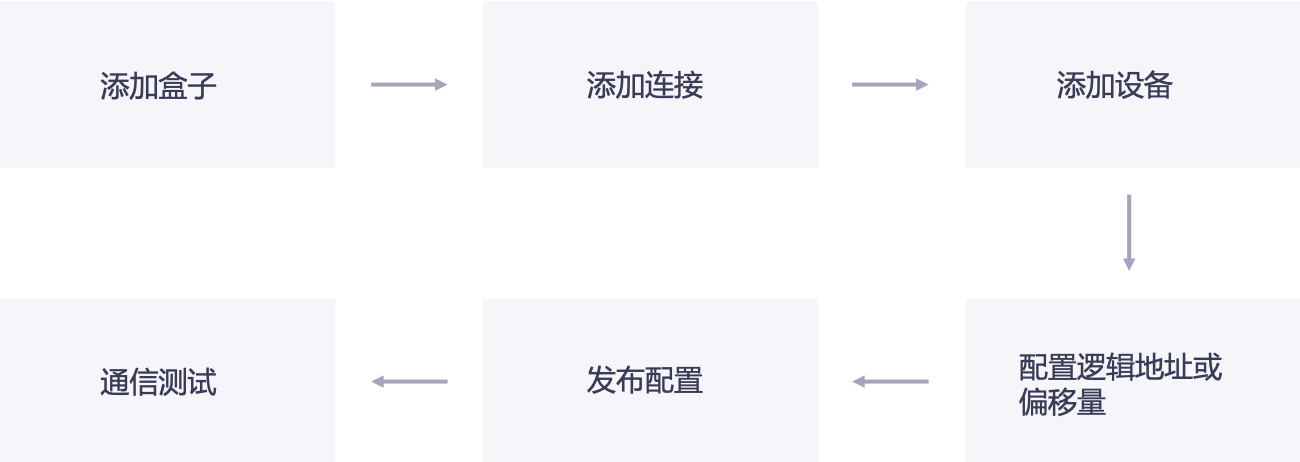 添加盒子
添加连接
添加设备
配置逻辑地址或
偏移量
发布配置
通信测试